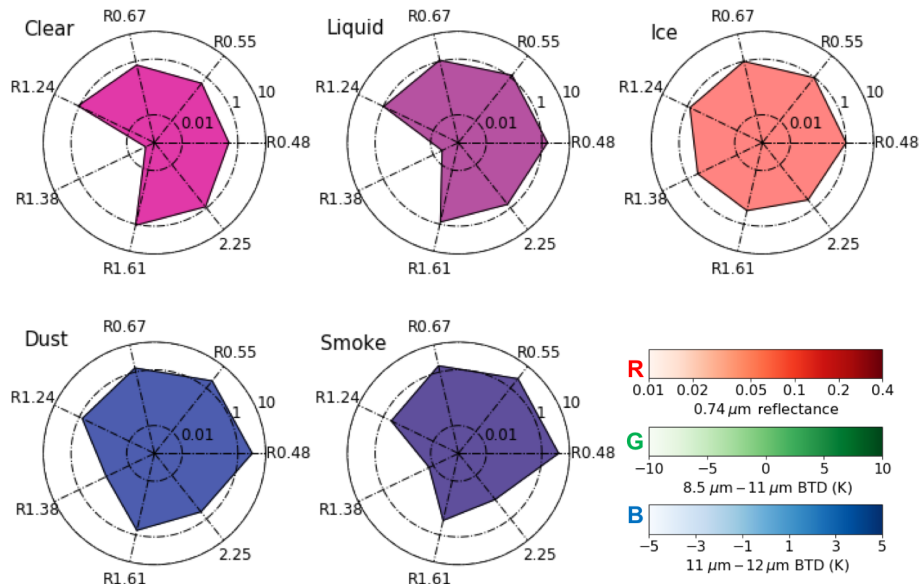 Clear
R0.67
R0.55
R1.24
1
10
0.01
R0.48
R1.38
2.25
R1.61
Liquid
R0.67
R0.55
R1.24
1
10
0.01
R0.48
R1.38
2.25
R1.61
Ice
R0.67
R0.55
R1.24
1
10
0.01
R0.48
R1.38
2.25
R1.61
Dust
R0.67
R0.55
R1.24
1
10
0.01
R0.48
R1.38
2.25
R1.61
Smoke
R0.67
R0.55
R1.24
1
10
0.01
R0.48
R1.38
2.25
R1.61
R
0.01 0.02 0.05 0.1 0.2 0.4
0.74 μm reflectance
G
−10 −5 0 5 10
8.5 μm − 11 μm BTD (K)
B
−5 −3 −1 1 3 5
11 μm − 12 μm BTD (K)